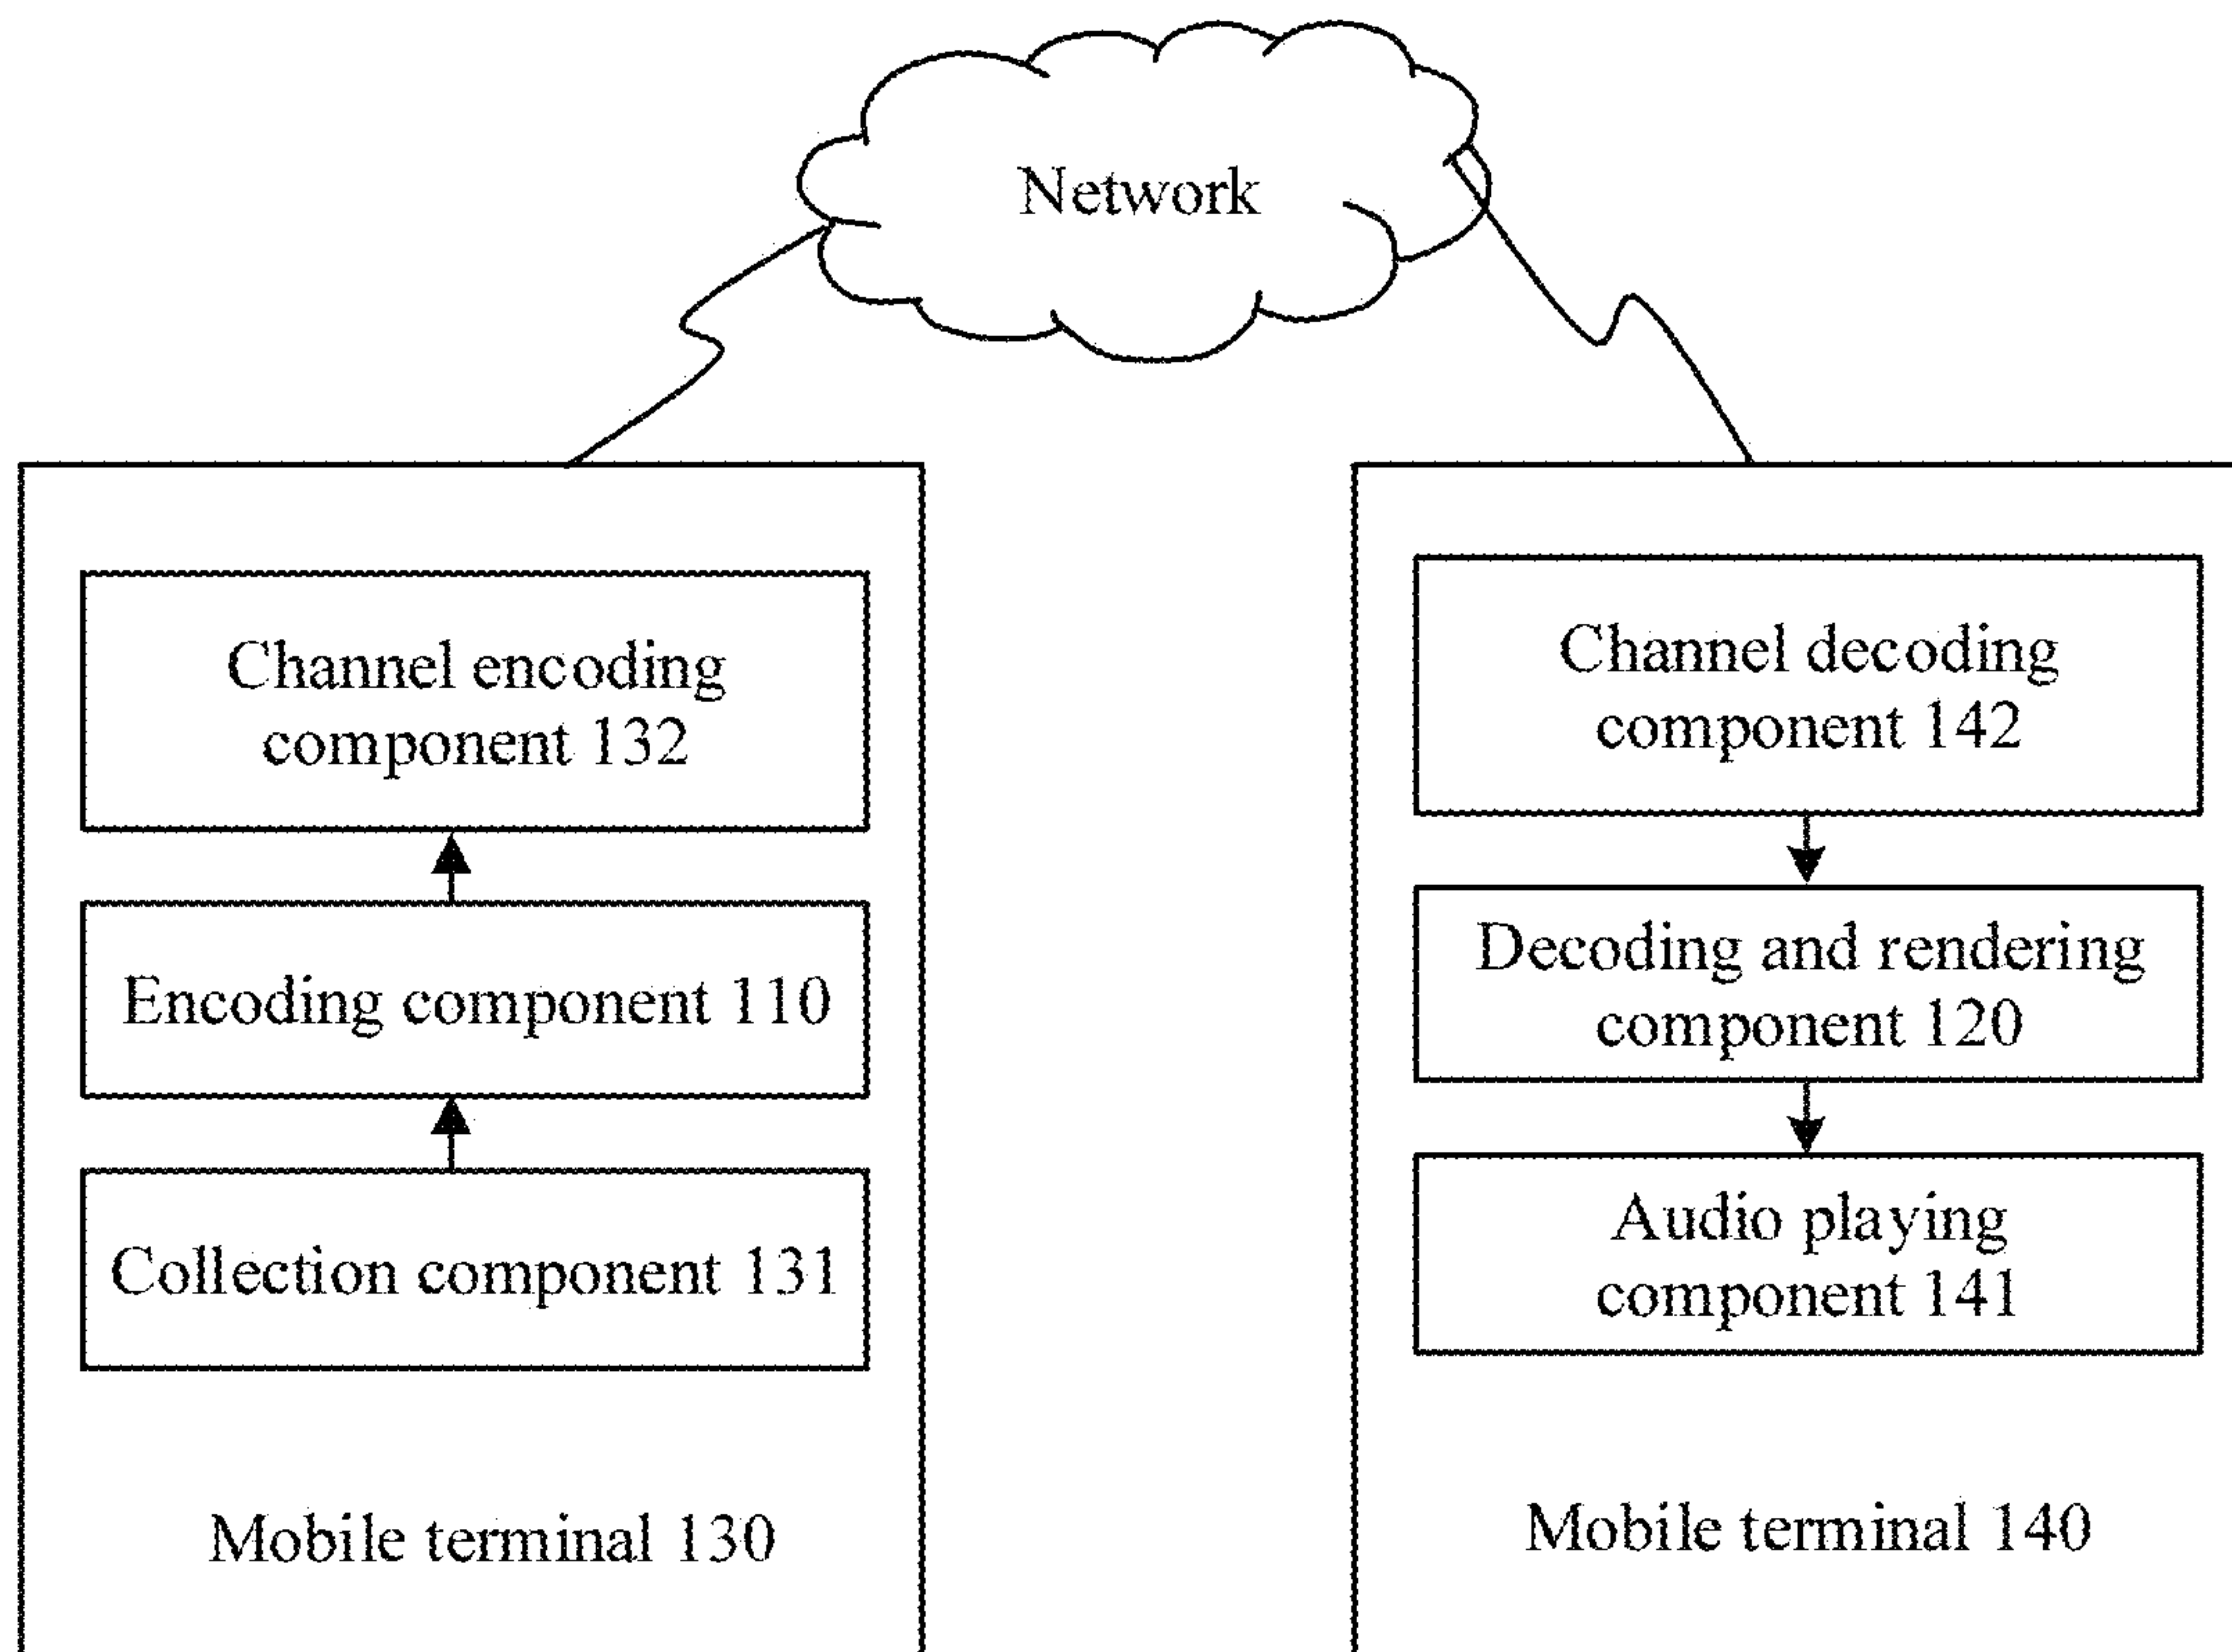 Network
Channel encoding
component 132
Encoding component 110
Collection component 131
Mobile terminal 130
Channel decoding
component 142
Decoding and rendering
component 120
Audio playing
component 141
Mobile terminal 140